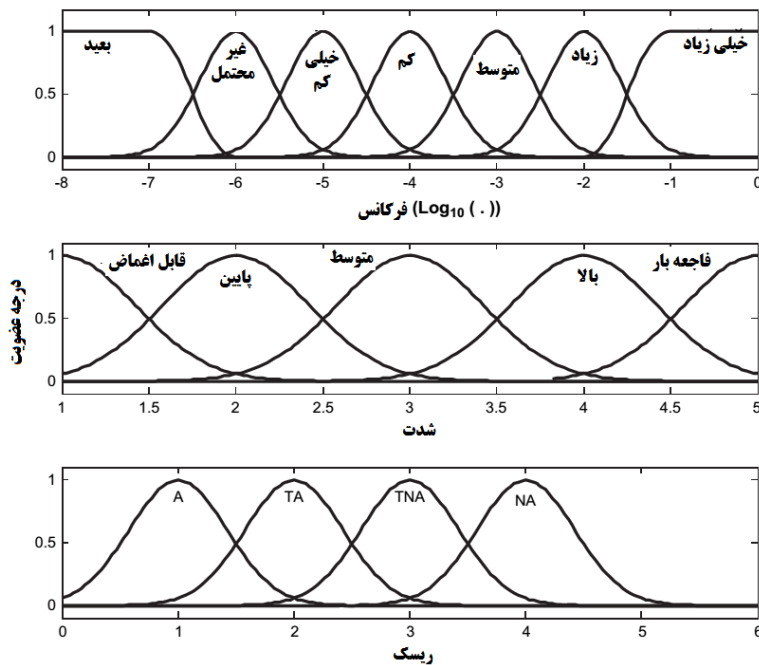 1
0.5
0
بعید
غیر
محتمل
خیلی
کم
کم
متوسط
زیاد
خیلی زیاد
-8 -7 -6 -5 -4 -3 -2 -1 0
فرکانس (Log10 ( . ))
درجه عضویت
1
0.5
0
قابل اغماض
پایین
متوسط
بالا
فاجعه بار
1 1.5 2 2.5 3 3.5 4 4.5 5
شدت
1
0.5
0
A TA TNA NA
0 1 2 3 4 5 6
ریسک